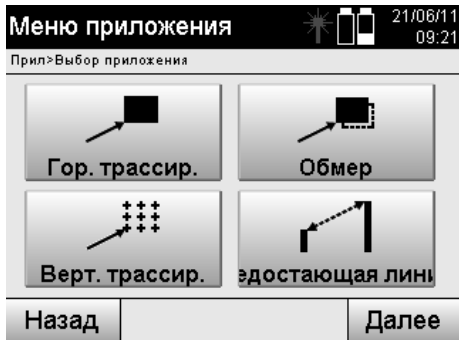 Меню приложения
21/06/11
09:21
Прил>Выбор приложения
Гор. трассир.
Обмер
Верт. трассир.
едостающая лини
Назад
Далее